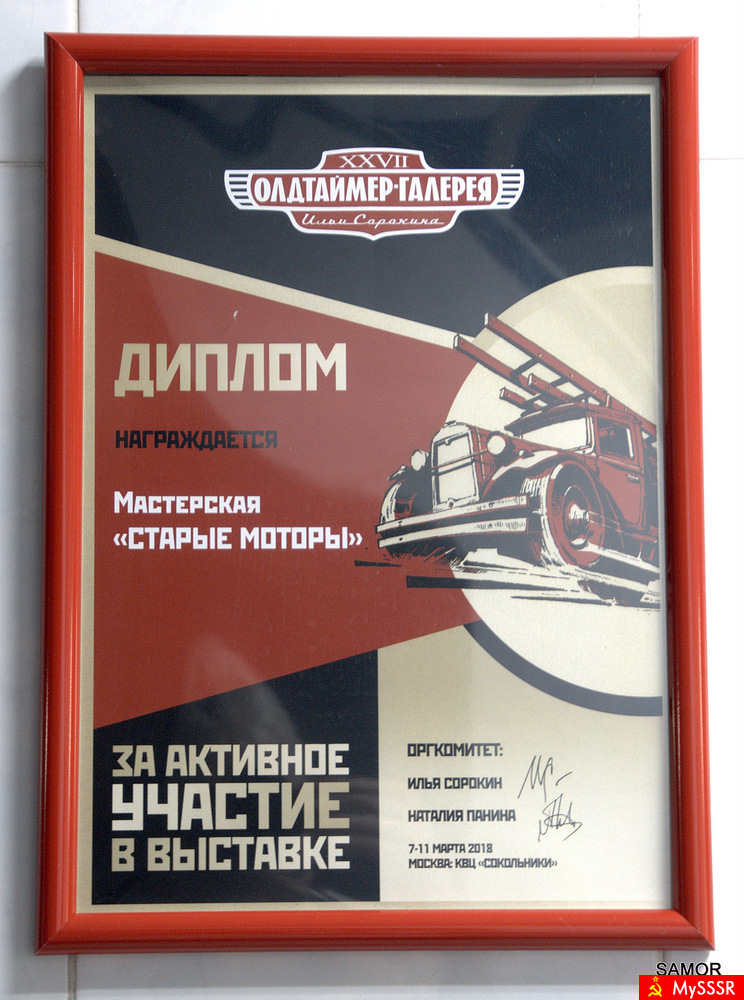 XXVII
ОЛДТАЙМЕР-ГАЛЕРЕЯ
Ильи Сорокина
ДИПЛОМ
НАГРАЖДАЕТСЯ
МАСТЕРСКАЯ
«СТАРЫЕ МОТОРЫ»
ЗА АКТИВНОЕ
УЧАСТИЕ
В ВЫСТАВКЕ
ОРГКОМИТЕТ:
ИЛЬЯ СОРОКИН
НАТАЛИЯ ПАНИНА
7-11 МАРТА 2018
МОСКВА: КВЦ «СОКОЛЬНИКИ»
SAMOR
MySSSR